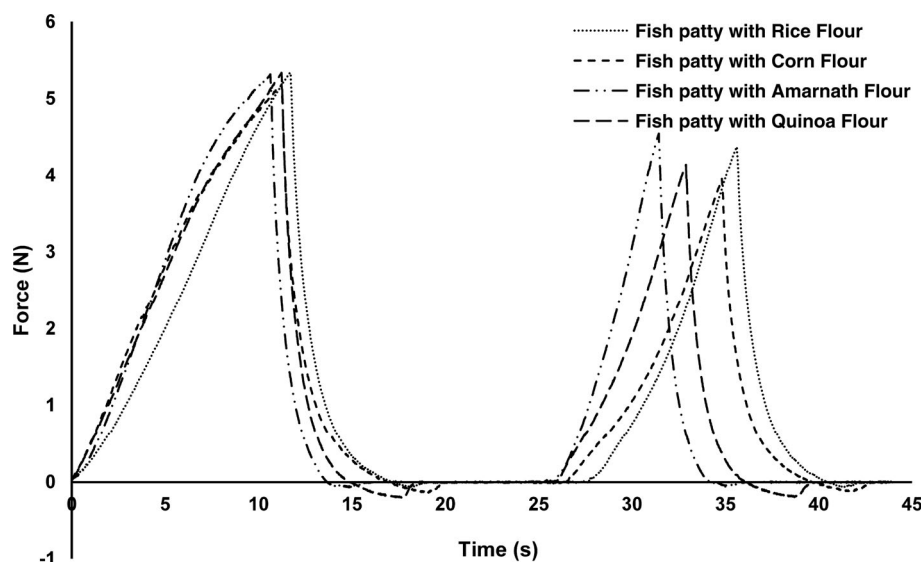 6
Fish patty with Rice Flour
Fish patty with Corn Flour
5
Fish patty with Amarnath Flour
Fish patty with Quinoa Flour
4
3
Force (N)
2
1
0
0 5 10 15 20 25 30 35 40 45
-1
Time (s)